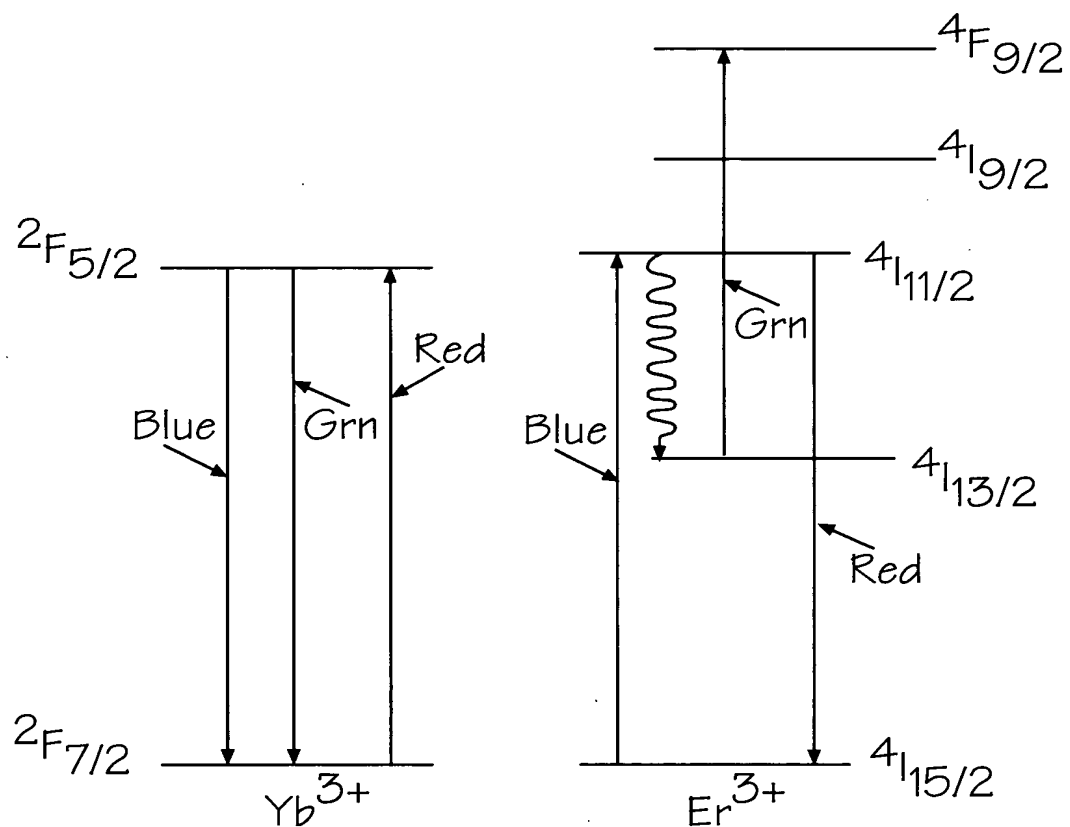 ⁴F9/2
⁴I9/2
²F5/2
⁴I11/2
Grn
Red
Blue
Grn
Blue
⁴I13/2
Red
²F7/2
⁴I15/2
Yb³⁺
Er³⁺